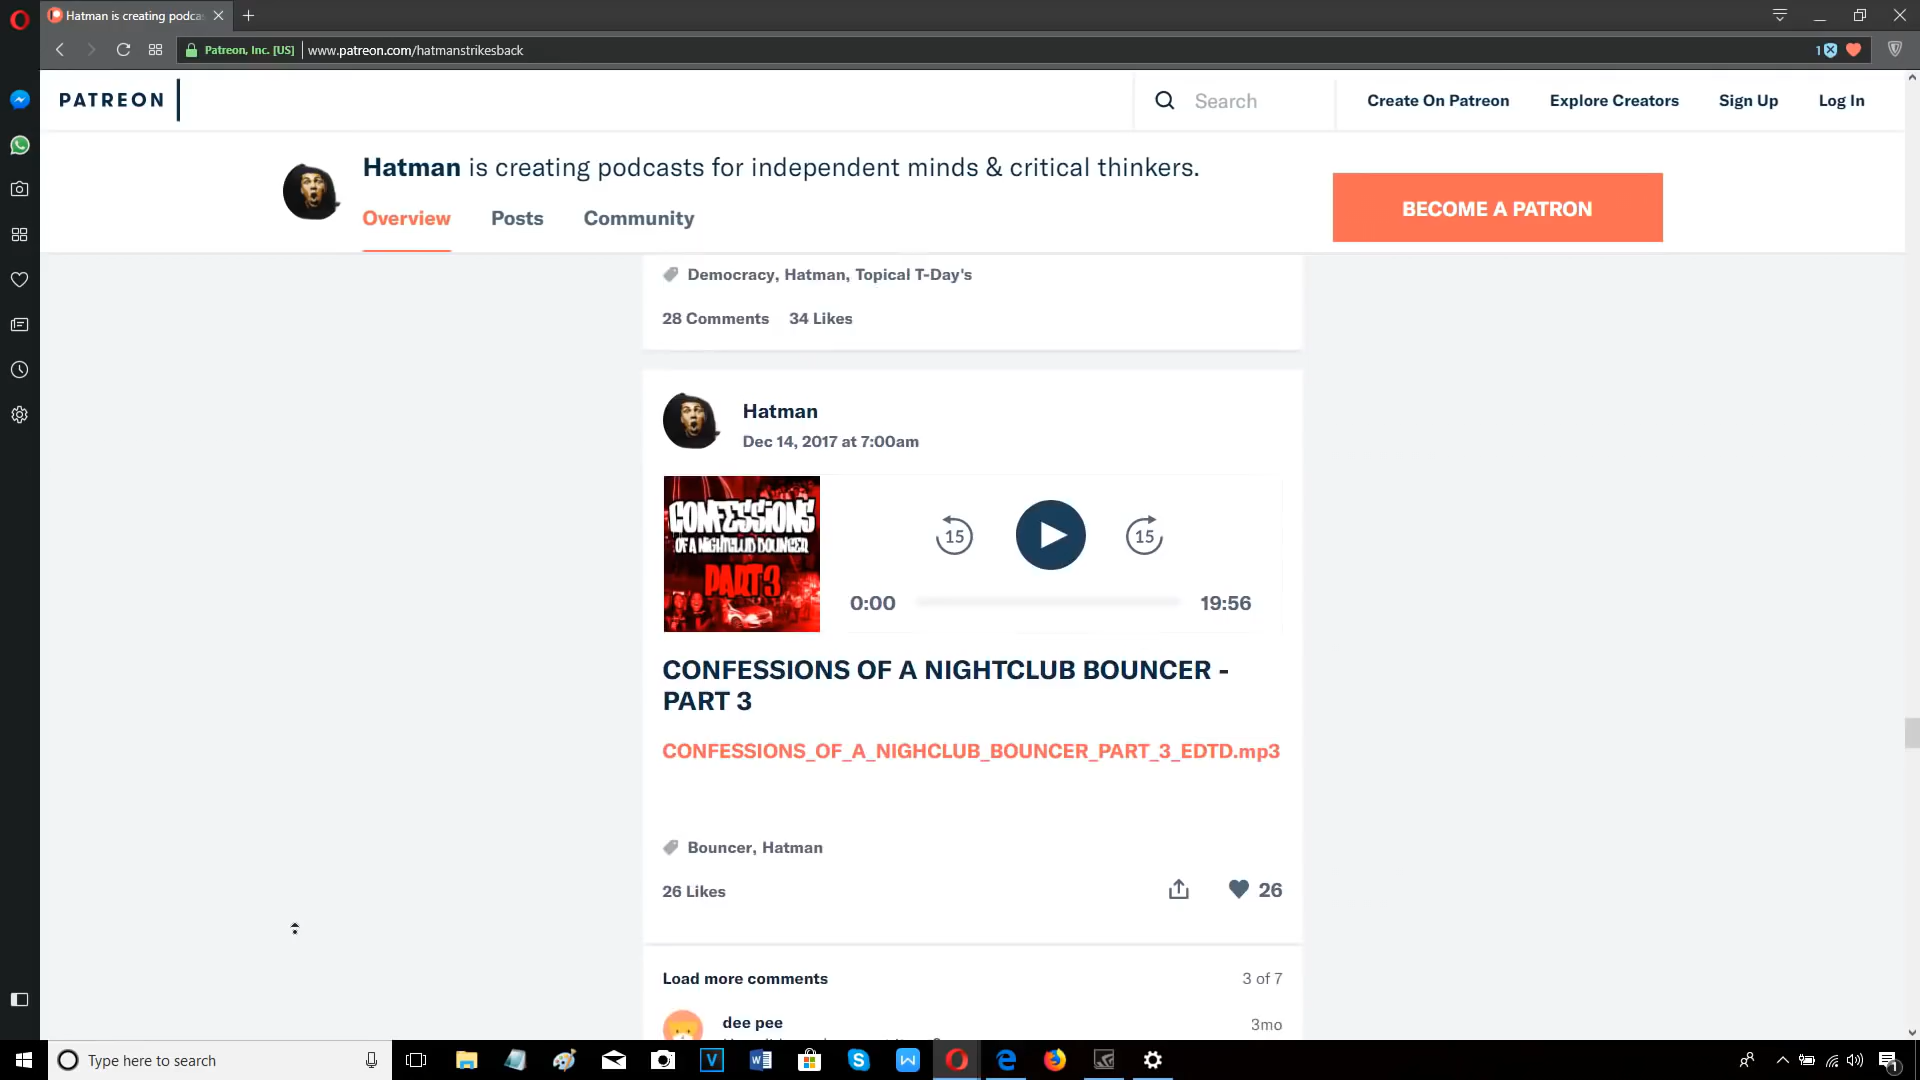 Hatman is creating podca
Patreon, Inc. [US]
www.patreon.com/hatmanstrikesback
1
PATREON
Search
Create On Patreon
Explore Creators
Sign Up
Log In
Hatman is creating podcasts for independent minds & critical thinkers.
Overview
Posts
Community
BECOME A PATRON
Democracy, Hatman, Topical T-Day's
28 Comments
34 Likes
Hatman
Dec 14, 2017 at 7:00am
CONFESSIONS
OF A NIGHTCLUB BOUNCER
PART 3
15
15
0:00
19:56
CONFESSIONS OF A NIGHTCLUB BOUNCER -
PART 3
CONFESSIONS_OF_A_NIGHCLUB_BOUNCER_PART_3_EDTD.mp3
Bouncer, Hatman
26 Likes
26
Load more comments
3 of 7
dee pee
3mo
Type here to search
1